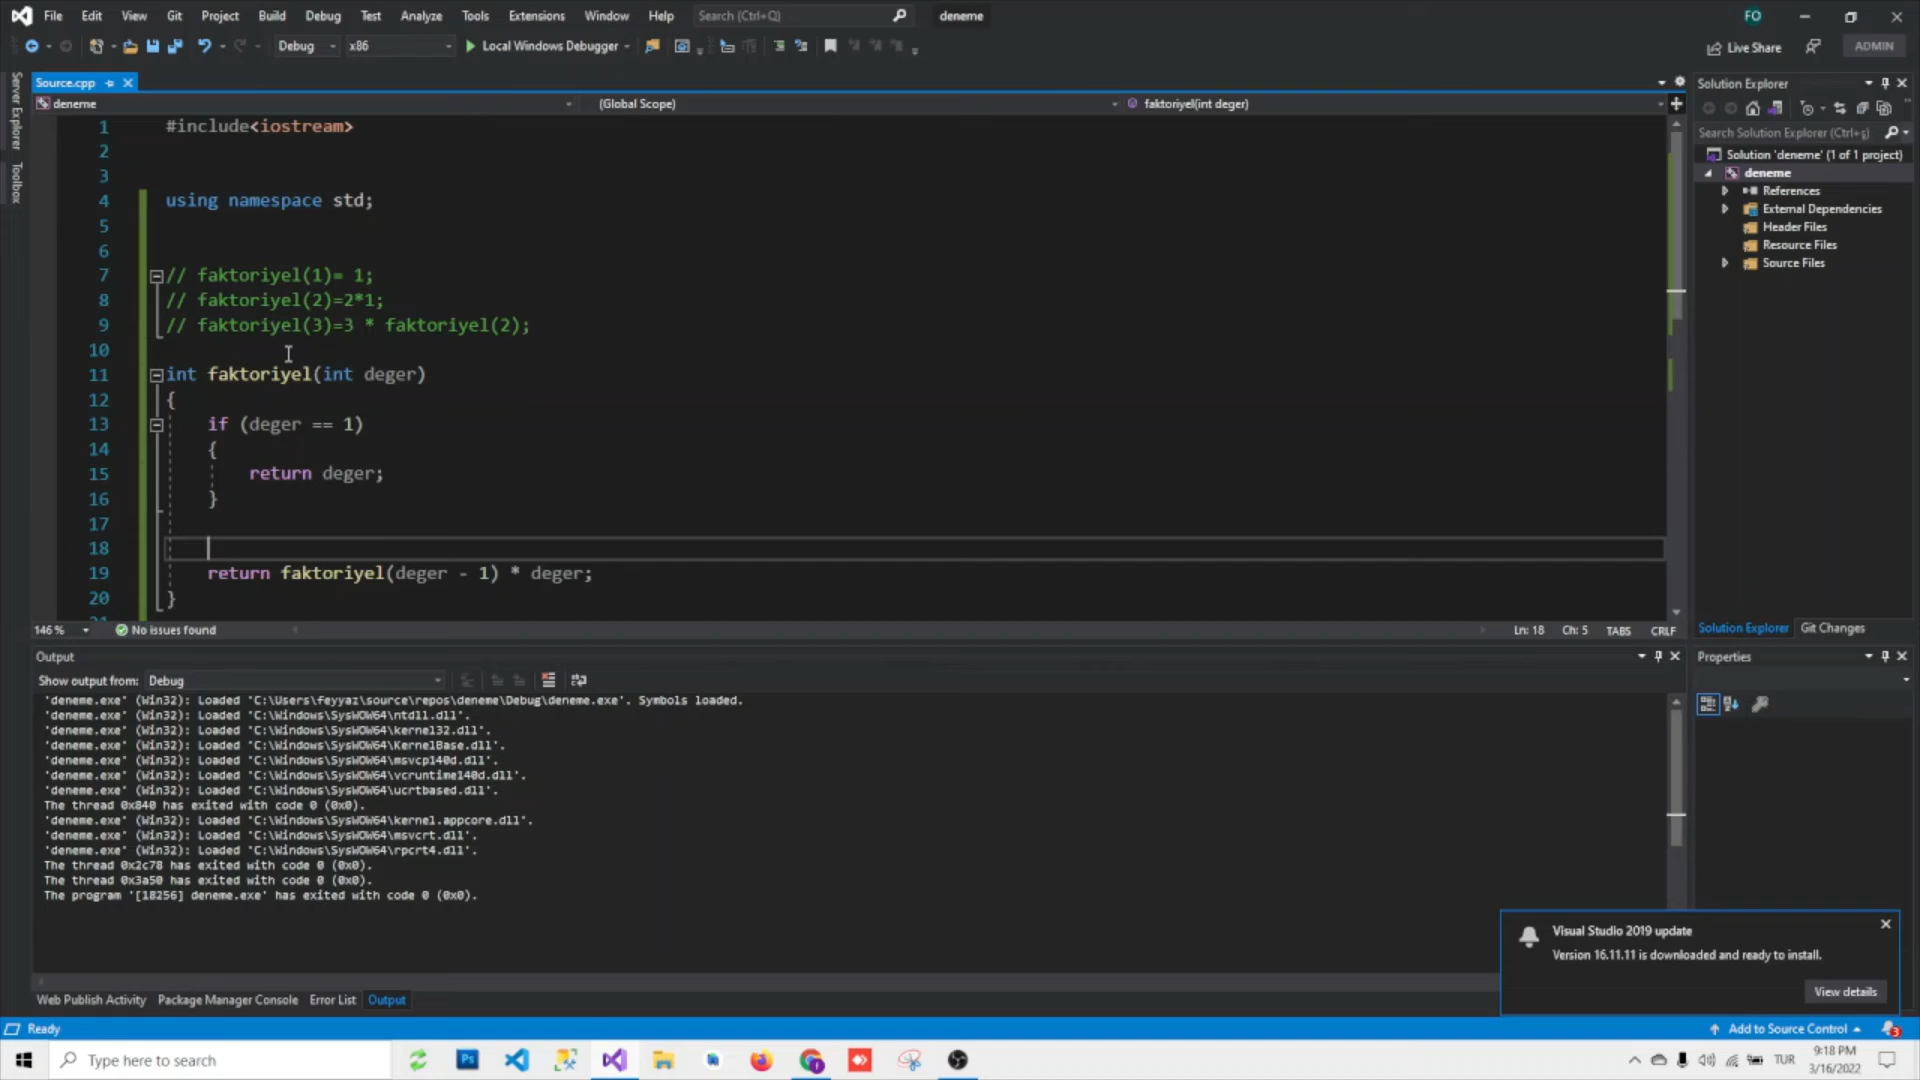 File Edit View Git Project Build Debug Test Analyze Tools Extensions Window Help Search (Ctrl+Q) deneme FO
Debug x86 Local Windows Debugger Live Share ADMIN
Server Explorer
Toolbox
Source.cpp
deneme (Global Scope) faktoriyel(int deger)
1 #include<iostream>
2
3
4 using namespace std;
5
6
7 // faktoriyel(1)= 1;
8 // faktoriyel(2)=2*1;
9 // faktoriyel(3)=3 * faktoriyel(2);
10
11 int faktoriyel(int deger)
12 {
13 if (deger == 1)
14 {
15 return deger;
16 }
17
18
19 return faktoriyel(deger - 1) * deger;
20 }
146 % No issues found Ln: 18 Ch: 5 TABS CRLF
Solution Explorer
Search Solution Explorer (Ctrl+ş)
Solution 'deneme' (1 of 1 project)
deneme
References
External Dependencies
Header Files
Resource Files
Source Files
Solution Explorer Git Changes
Properties
Output
Show output from: Debug
'deneme.exe' (Win32): Loaded 'C:\Users\feyyaz\source\repos\deneme\Debug\deneme.exe'. Symbols loaded.
'deneme.exe' (Win32): Loaded 'C:\Windows\SysWOW64\ntdll.dll'.
'deneme.exe' (Win32): Loaded 'C:\Windows\SysWOW64\kernel32.dll'.
'deneme.exe' (Win32): Loaded 'C:\Windows\SysWOW64\KernelBase.dll'.
'deneme.exe' (Win32): Loaded 'C:\Windows\SysWOW64\msvcp140d.dll'.
'deneme.exe' (Win32): Loaded 'C:\Windows\SysWOW64\vcruntime140d.dll'.
'deneme.exe' (Win32): Loaded 'C:\Windows\SysWOW64\ucrtbased.dll'.
The thread 0x840 has exited with code 0 (0x0).
'deneme.exe' (Win32): Loaded 'C:\Windows\SysWOW64\kernel.appcore.dll'.
'deneme.exe' (Win32): Loaded 'C:\Windows\SysWOW64\msvcrt.dll'.
'deneme.exe' (Win32): Loaded 'C:\Windows\SysWOW64\rpcrt4.dll'.
The thread 0x2c78 has exited with code 0 (0x0).
The thread 0x3a50 has exited with code 0 (0x0).
The program '[18256] deneme.exe' has exited with code 0 (0x0).
Visual Studio 2019 update
Version 16.11.11 is downloaded and ready to install.
View details
Web Publish Activity Package Manager Console Error List Output
Ready Add to Source Control 3
Type here to search Ps TUR 9:18 PM
3/16/2022